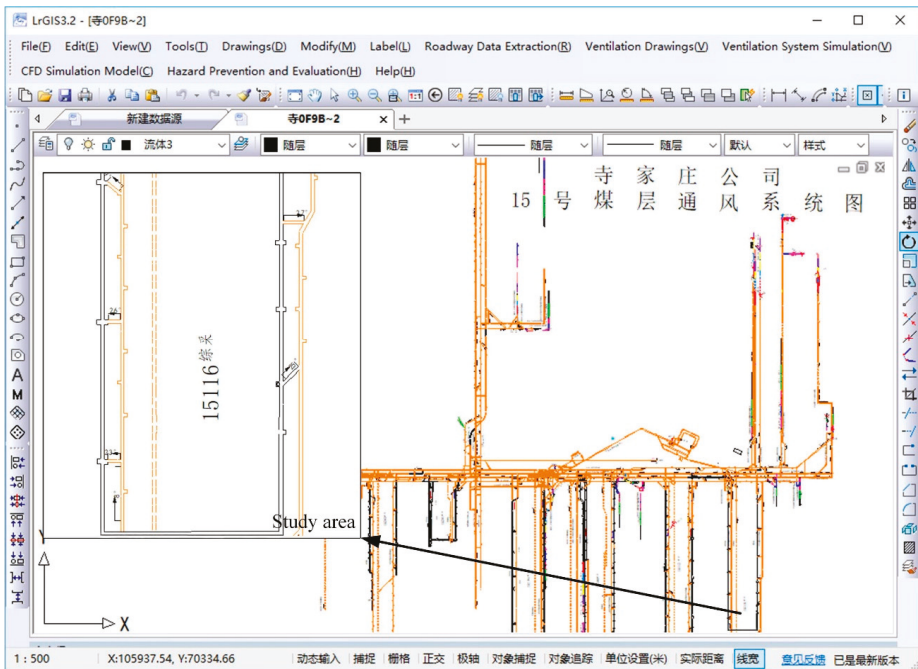 LrGIS3.2 - [寺0F9B~2]
File(F) Edit(E) View(V) Tools(T) Drawings(D) Modify(M) Label(L) Roadway Data Extraction(R) Ventilation Drawings(V) Ventilation System Simulation(V)
CFD Simulation Model(C) Hazard Prevention and Evaluation(H) Help(H)
新建数据源 寺0F9B~2
流体3 随层 随层 随层 随层 默认 样式
寺家庄公司
15号煤层通风系统图
15116 综采
Study area
Y
X
1 : 500 X:105937.54, Y:70334.66 动态输入 捕捉 栅格 正交 极轴 对象捕捉 对象追踪 单位设置(米) 实际距离 线宽 意见反馈 已是最新版本